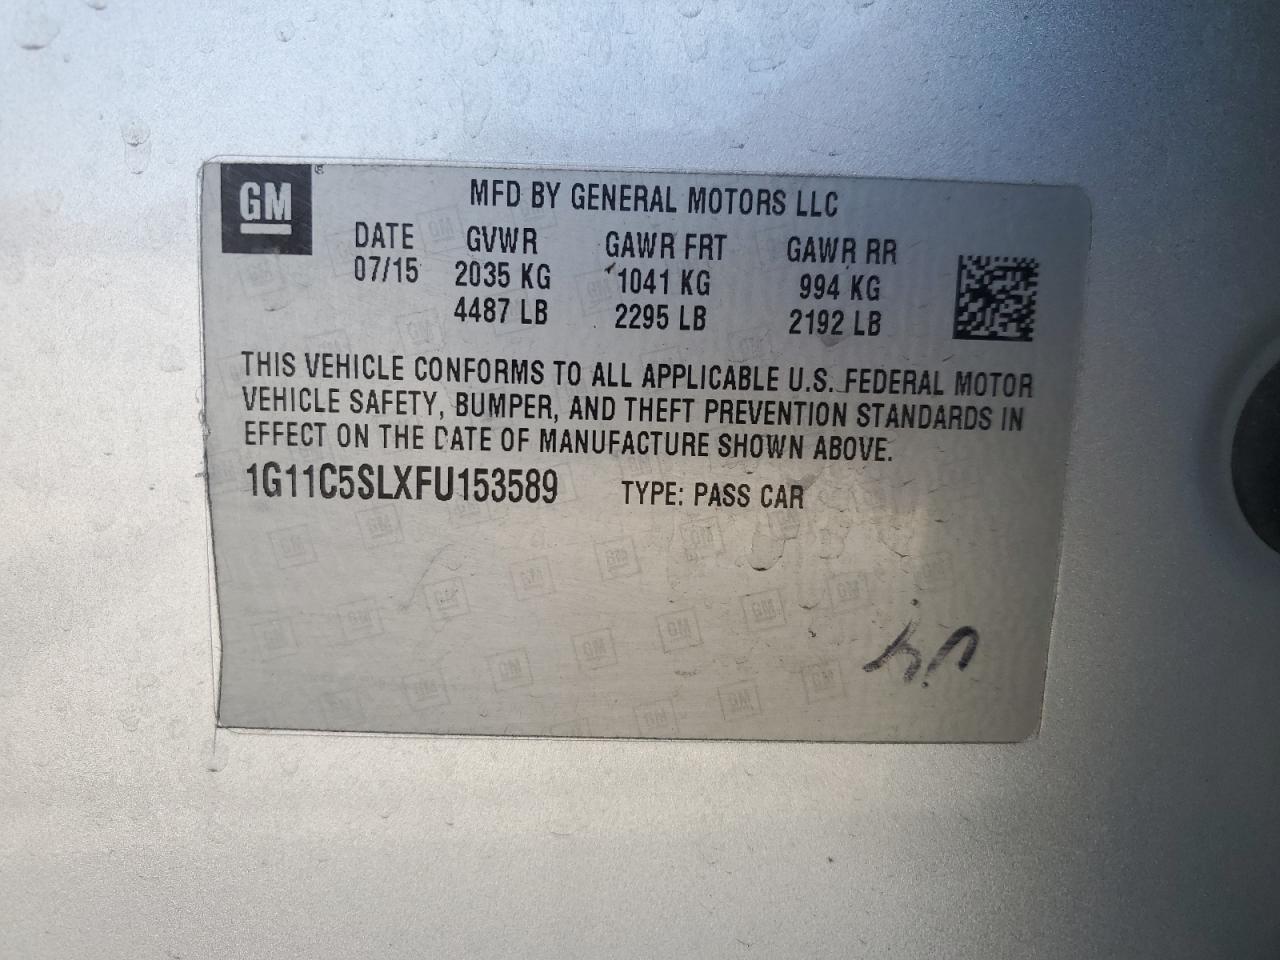 GM
MFD BY GENERAL MOTORS LLC
DATE GVWR GAWR FRT GAWR RR
07/15 2035 KG 1041 KG 994 KG
4487 LB 2295 LB 2192 LB
THIS VEHICLE CONFORMS TO ALL APPLICABLE U.S. FEDERAL MOTOR
VEHICLE SAFETY, BUMPER, AND THEFT PREVENTION STANDARDS IN
EFFECT ON THE DATE OF MANUFACTURE SHOWN ABOVE.
1G11C5SLXFU153589 TYPE: PASS CAR